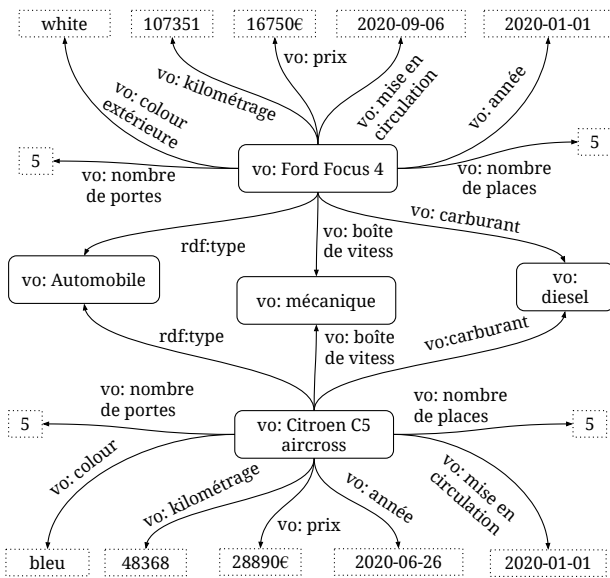 white
107351
16750€
2020-09-06
2020-01-01
vo: colour
extérieure
vo: kilométrage
vo: prix
vo: mise en
circulation
vo: année
5
vo: nombre
de portes
vo: Ford Focus 4
vo: nombre
de places
5
rdf:type
vo: boîte
de vitess
vo: carburant
vo: Automobile
vo: mécanique
vo:
diesel
rdf:type
vo: boîte
de vitess
vo:carburant
5
vo: nombre
de portes
vo: Citroen C5
aircross
vo: nombre
de places
5
vo: colour
vo: kilométrage
vo: prix
vo: année
vo: mise en
circulation
bleu
48368
28890€
2020-06-26
2020-01-01